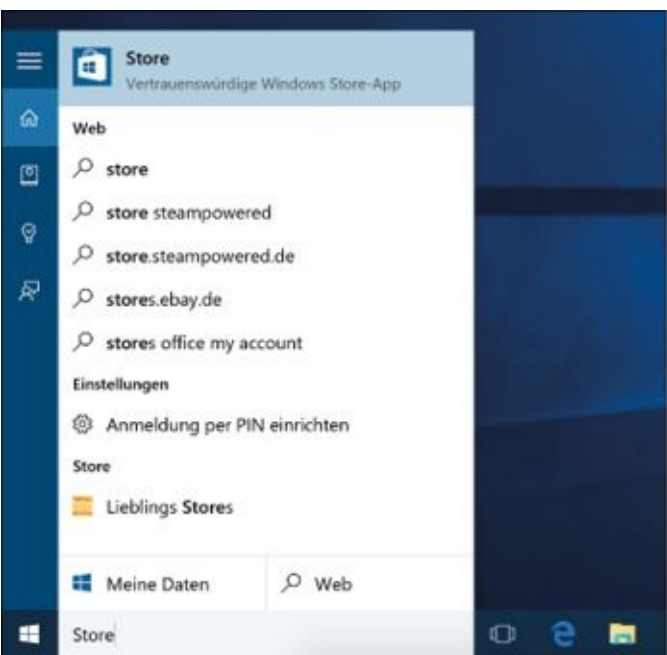 Store
Vertrauenswürdige Windows Store-App
Web
store
store steampowered
store.steampowered.de
stores.ebay.de
stores office my account
Einstellungen
Anmeldung per PIN einrichten
Store
Lieblings Stores
Meine Daten Web
Store